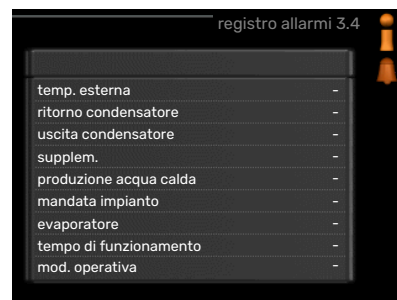 registro allarmi 3.4
temp. esterna -
ritorno condensatore -
uscita condensatore -
supplem. -
produzione acqua calda -
mandata impianto -
evaporatore -
tempo di funzionamento -
mod. operativa -